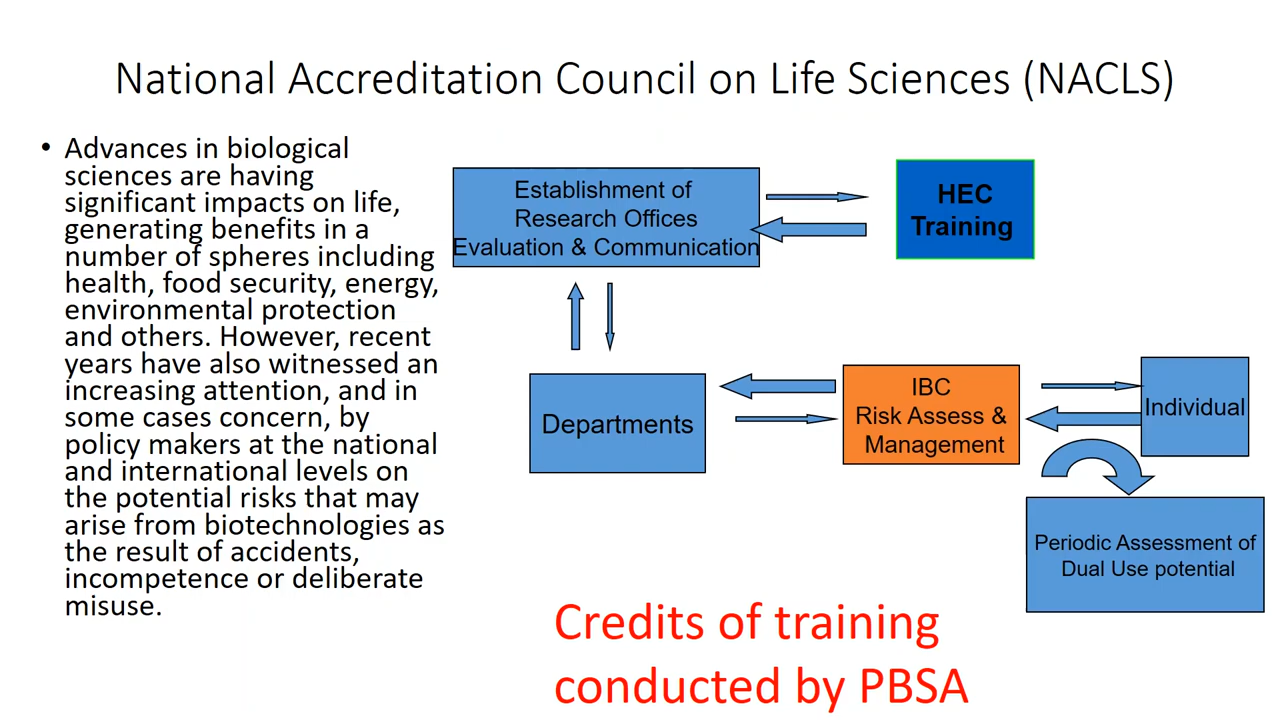 National Accreditation Council on Life Sciences (NACLS)
• Advances in biological
sciences are having
significant impacts on life,
generating benefits in a
number of spheres including
health, food security, energy,
environmental protection
and others. However, recent
years have also witnessed an
increasing attention, and in
some cases concern, by
policy makers at the national
and international levels on
the potential risks that may
arise from biotechnologies as
the result of accidents,
incompetence or deliberate
misuse.
Establishment of
Research Offices
Evaluation & Communication
HEC
Training
Departments
IBC
Risk Assess &
Management
Individual
Periodic Assessment of
Dual Use potential
Credits of training
conducted by PBSA